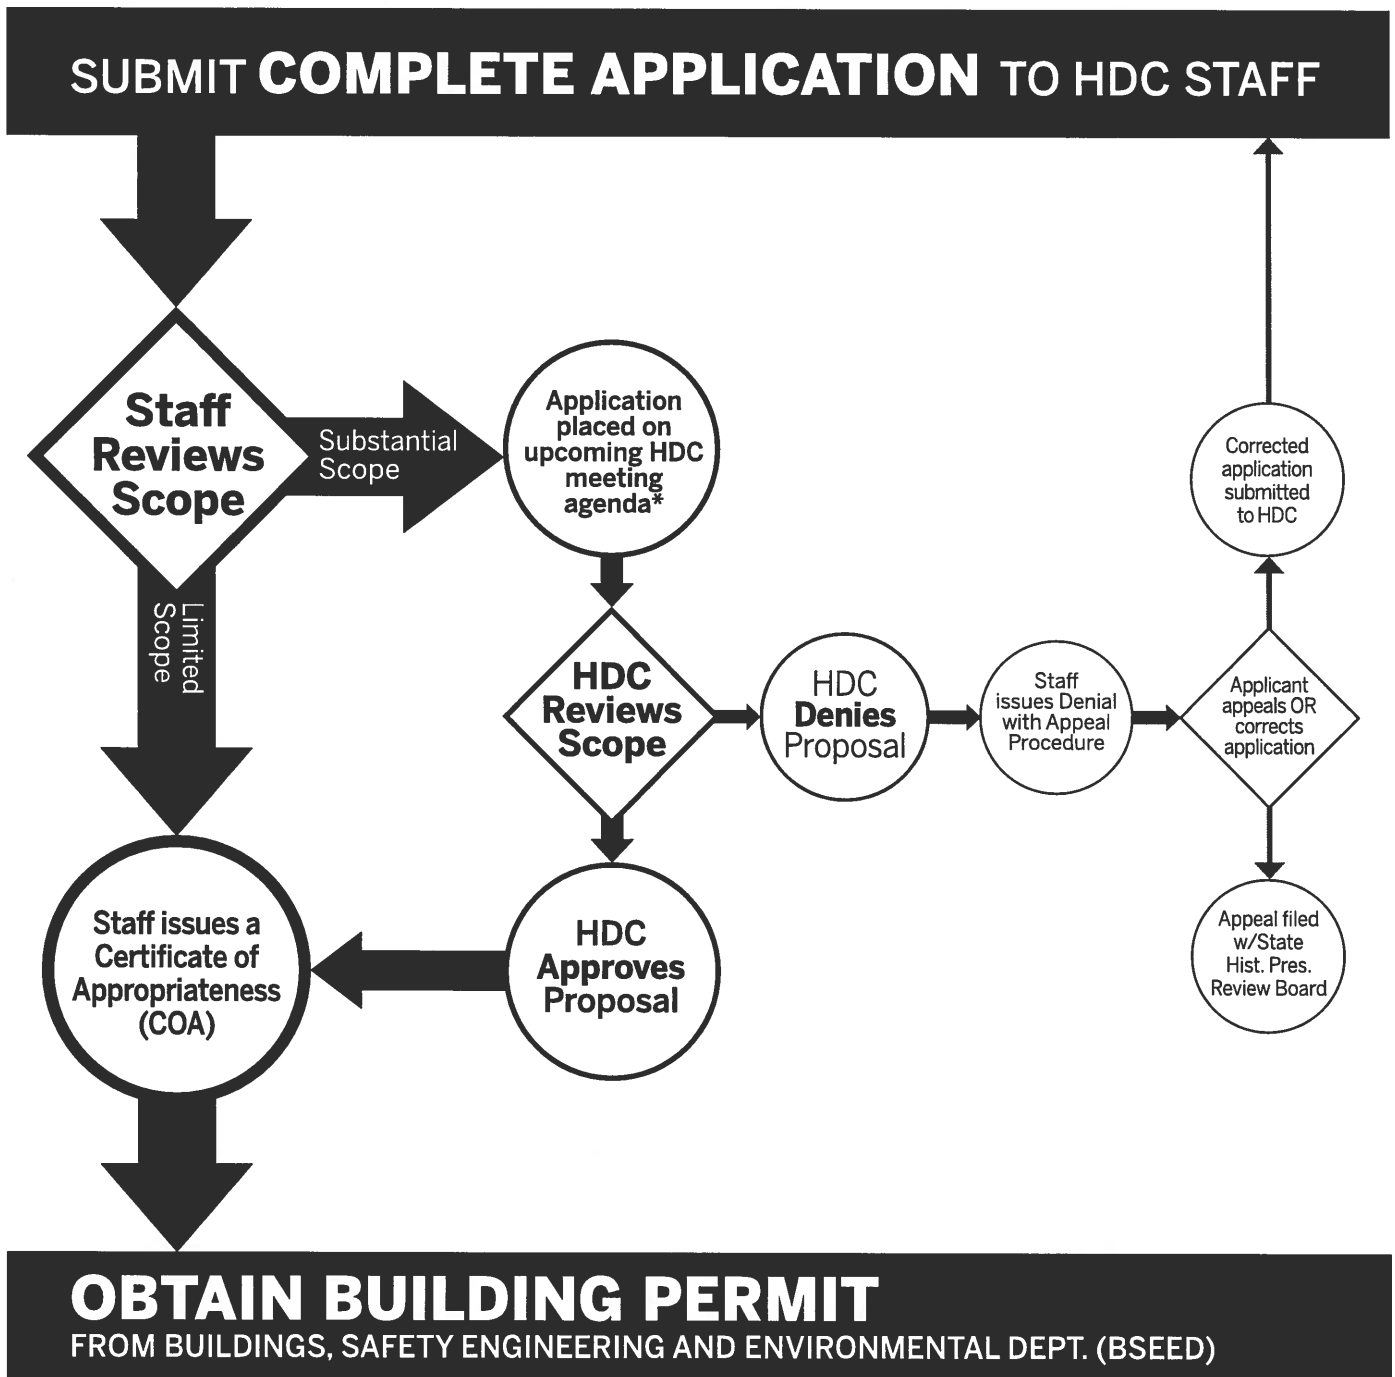 SUBMIT COMPLETE APPLICATION TO HDC STAFF
Staff
Reviews
Scope
Substantial
Scope
Application
placed on
upcoming HDC
meeting
agenda*
Corrected
application
submitted
to HDC
Limited
Scope
HDC
Reviews
Scope
HDC
Denies
Proposal
Staff
issues Denial
with Appeal
Procedure
Applicant
appeals OR
corrects
application
Staff issues a
Certificate of
Appropriateness
(COA)
HDC
Approves
Proposal
Appeal filed
w/State
Hist. Pres.
Review Board
OBTAIN BUILDING PERMIT
FROM BUILDINGS, SAFETY ENGINEERING AND ENVIRONMENTAL DEPT. (BSEED)